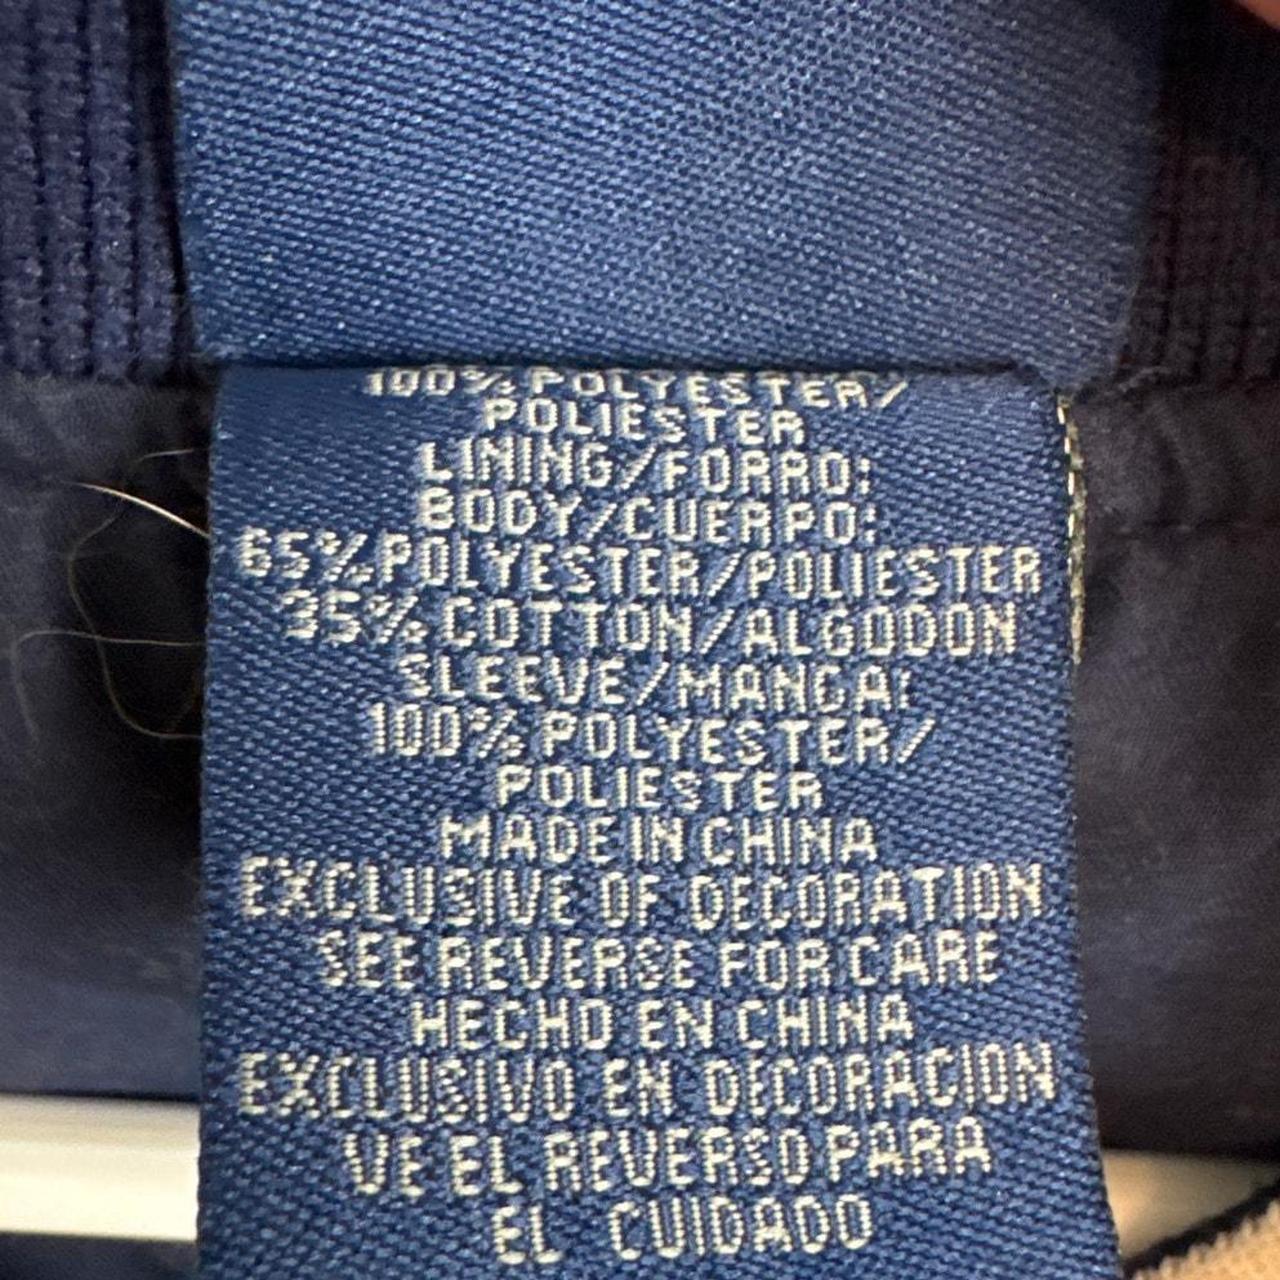 100% POLYESTER/
POLIESTER
LINING/FORRO:
BODY/CUERPO:
65% POLYESTER/POLIESTER
35% COTTON/ALGODON
SLEEVE/MANGA:
100% POLYESTER/
POLIESTER
MADE IN CHINA
EXCLUSIVE OF DECORATION
SEE REVERSE FOR CARE
HECHO EN CHINA
EXCLUSIVO EN DECORACION
VE EL REVERSO PARA
EL CUIDADO